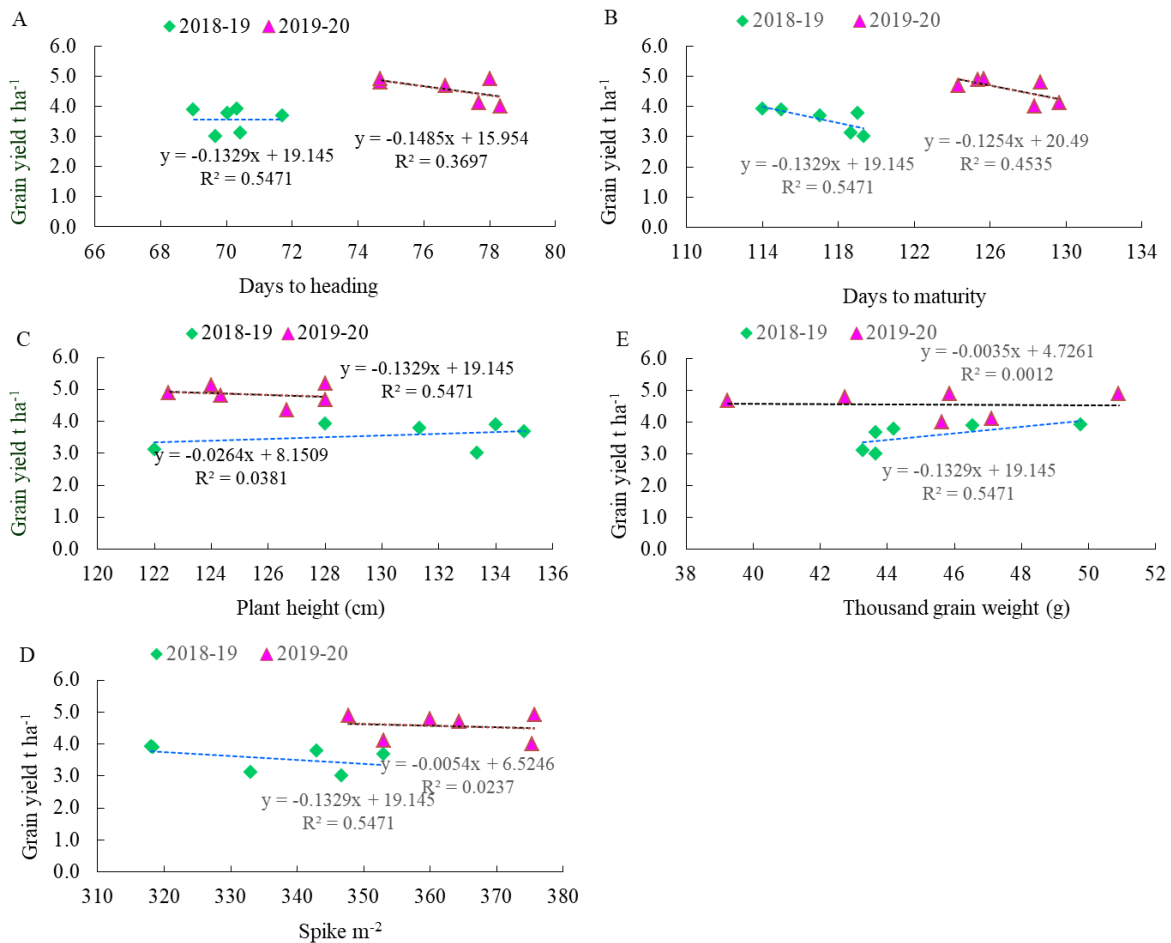 A
2018-19 2019-20
Grain yield t ha-1
6.0
5.0
4.0
3.0
2.0
1.0
0.0
y = -0.1329x + 19.145
R² = 0.5471
y = -0.1485x + 15.954
R² = 0.3697
66 68 70 72 74 76 78 80
Days to heading
B
2018-19 2019-20
Grain yield t ha-1
6.0
5.0
4.0
3.0
2.0
1.0
0.0
y = -0.1329x + 19.145
R² = 0.5471
y = -0.1254x + 20.49
R² = 0.4535
110 114 118 122 126 130 134
Days to maturity
C
2018-19 2019-20
Grain yield t ha-1
6.0
5.0
4.0
3.0
2.0
1.0
0.0
y = -0.1329x + 19.145
R² = 0.5471
y = -0.0264x + 8.1509
R² = 0.0381
120 122 124 126 128 130 132 134 136
Plant height (cm)
E
2018-19 2019-20
Grain yield t ha-1
6.0
5.0
4.0
3.0
2.0
1.0
0.0
y = -0.0035x + 4.7261
R² = 0.0012
y = -0.1329x + 19.145
R² = 0.5471
38 40 42 44 46 48 50 52
Thousand grain weight (g)
D
2018-19 2019-20
Grain yield t ha-1
6.0
5.0
4.0
3.0
2.0
1.0
0.0
y = -0.0054x + 6.5246
R² = 0.0237
y = -0.1329x + 19.145
R² = 0.5471
310 320 330 340 350 360 370 380
Spike m-2